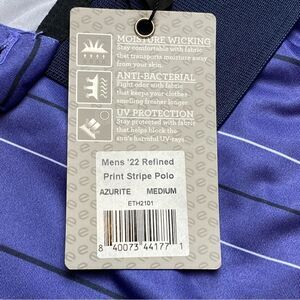 MOISTURE WICKING
Stay comfortable with fabric
that transports moisture away
from your skin.
ANTI-BACTERIAL
Fight odor with fabric
that keeps your clothes
smelling fresher longer
UV PROTECTION
Stay protected with fabric
that helps block the
sun's harmful UV-rays
Mens '22 Refined
Print Stripe Polo
AZURITE MEDIUM
ETH2101
8 40073 44177 1